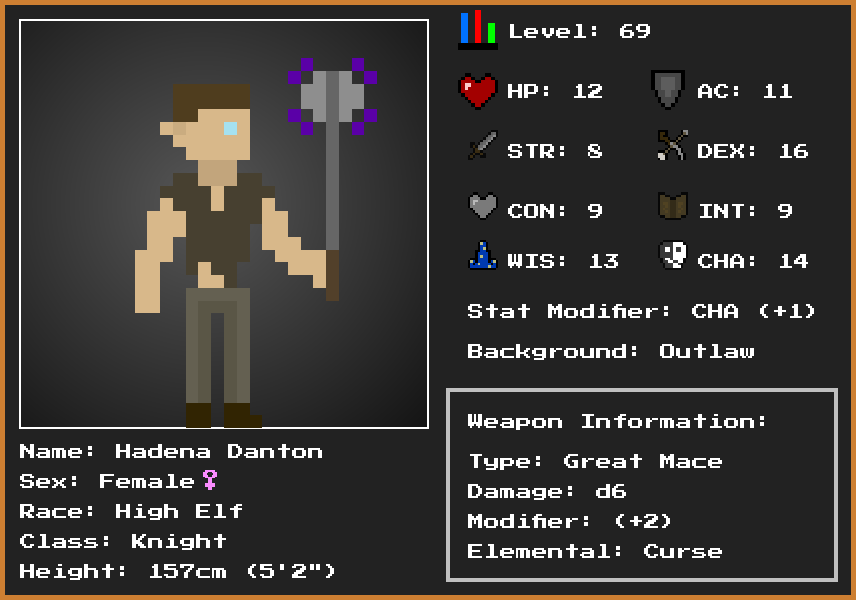 Level: 69
HP: 12
AC: 11
STR: 8
DEX: 16
CON: 9
INT: 9
WIS: 13
CHA: 14
Stat Modifier: CHA (+1)
Background: Outlaw
Weapon Information:
Type: Great Mace
Damage: d6
Modifier: (+2)
Elemental: Curse
Name: Hadena Danton
Sex: Female♀
Race: High Elf
Class: Knight
Height: 157cm (5'2")